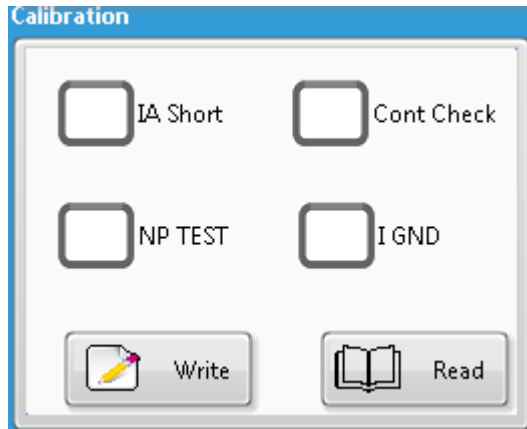 Calibration
IA Short
Cont Check
NP TEST
I GND
Write
Read